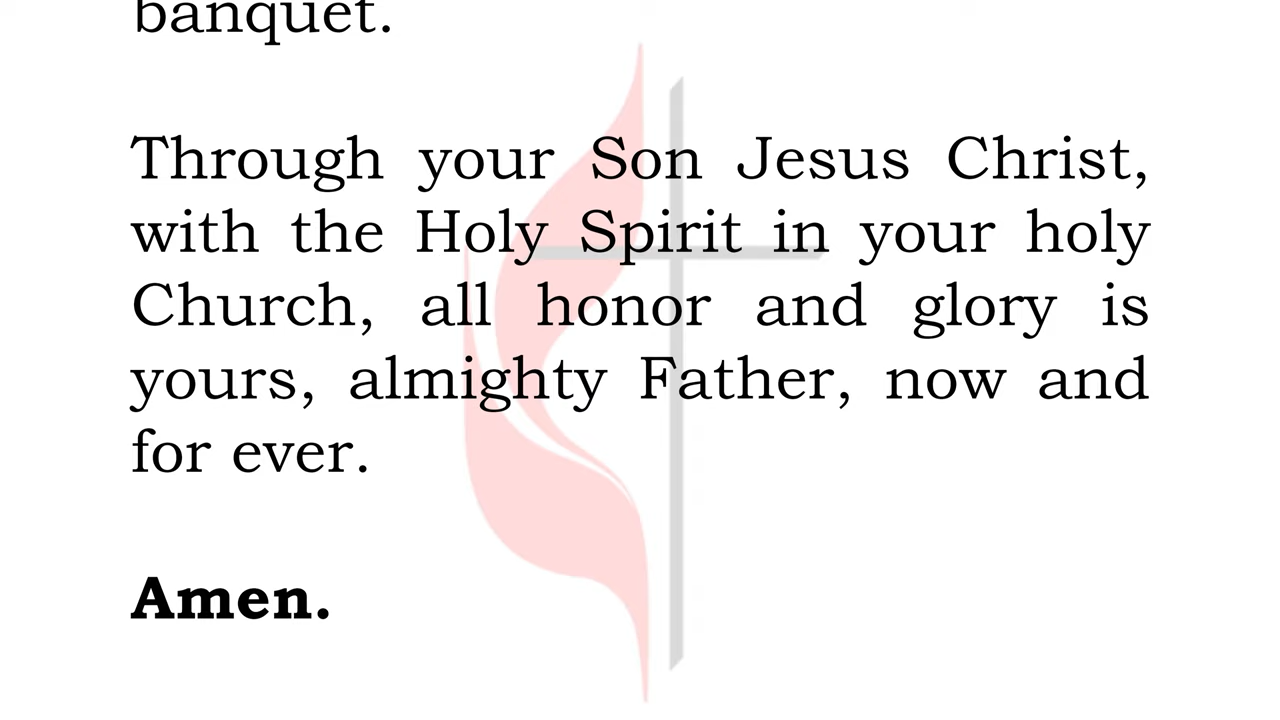 banquet.
Through your Son Jesus Christ,
with the Holy Spirit in your holy
Church, all honor and glory is
yours, almighty Father, now and
for ever.
Amen.